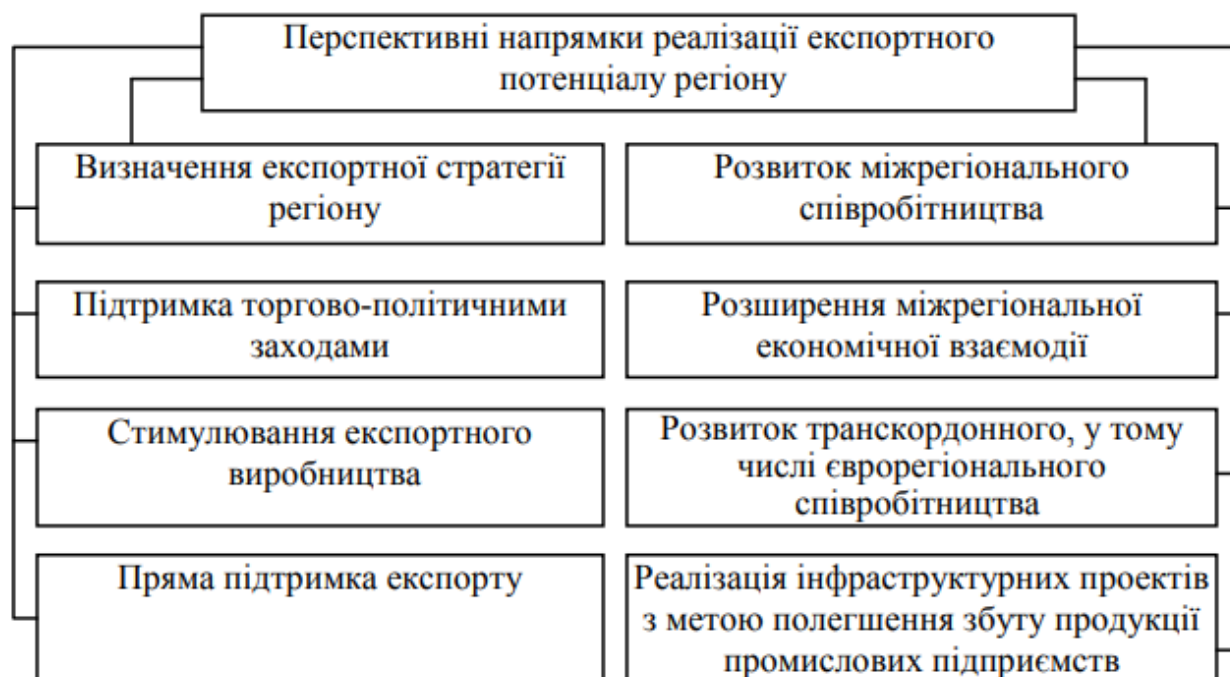 Перспективні напрямки реалізації експортного
потенціалу регіону
Визначення експортної стратегії
регіону
Розвиток міжрегіонального
співробітництва
Підтримка торгово-політичними
заходами
Розширення міжрегіональної
економічної взаємодії
Стимулювання експортного
виробництва
Розвиток транскордонного, у тому
числі єврорегіонального
співробітництва
Пряма підтримка експорту
Реалізація інфраструктурних проектів
з метою полегшення збуту продукції
промислових підприємств